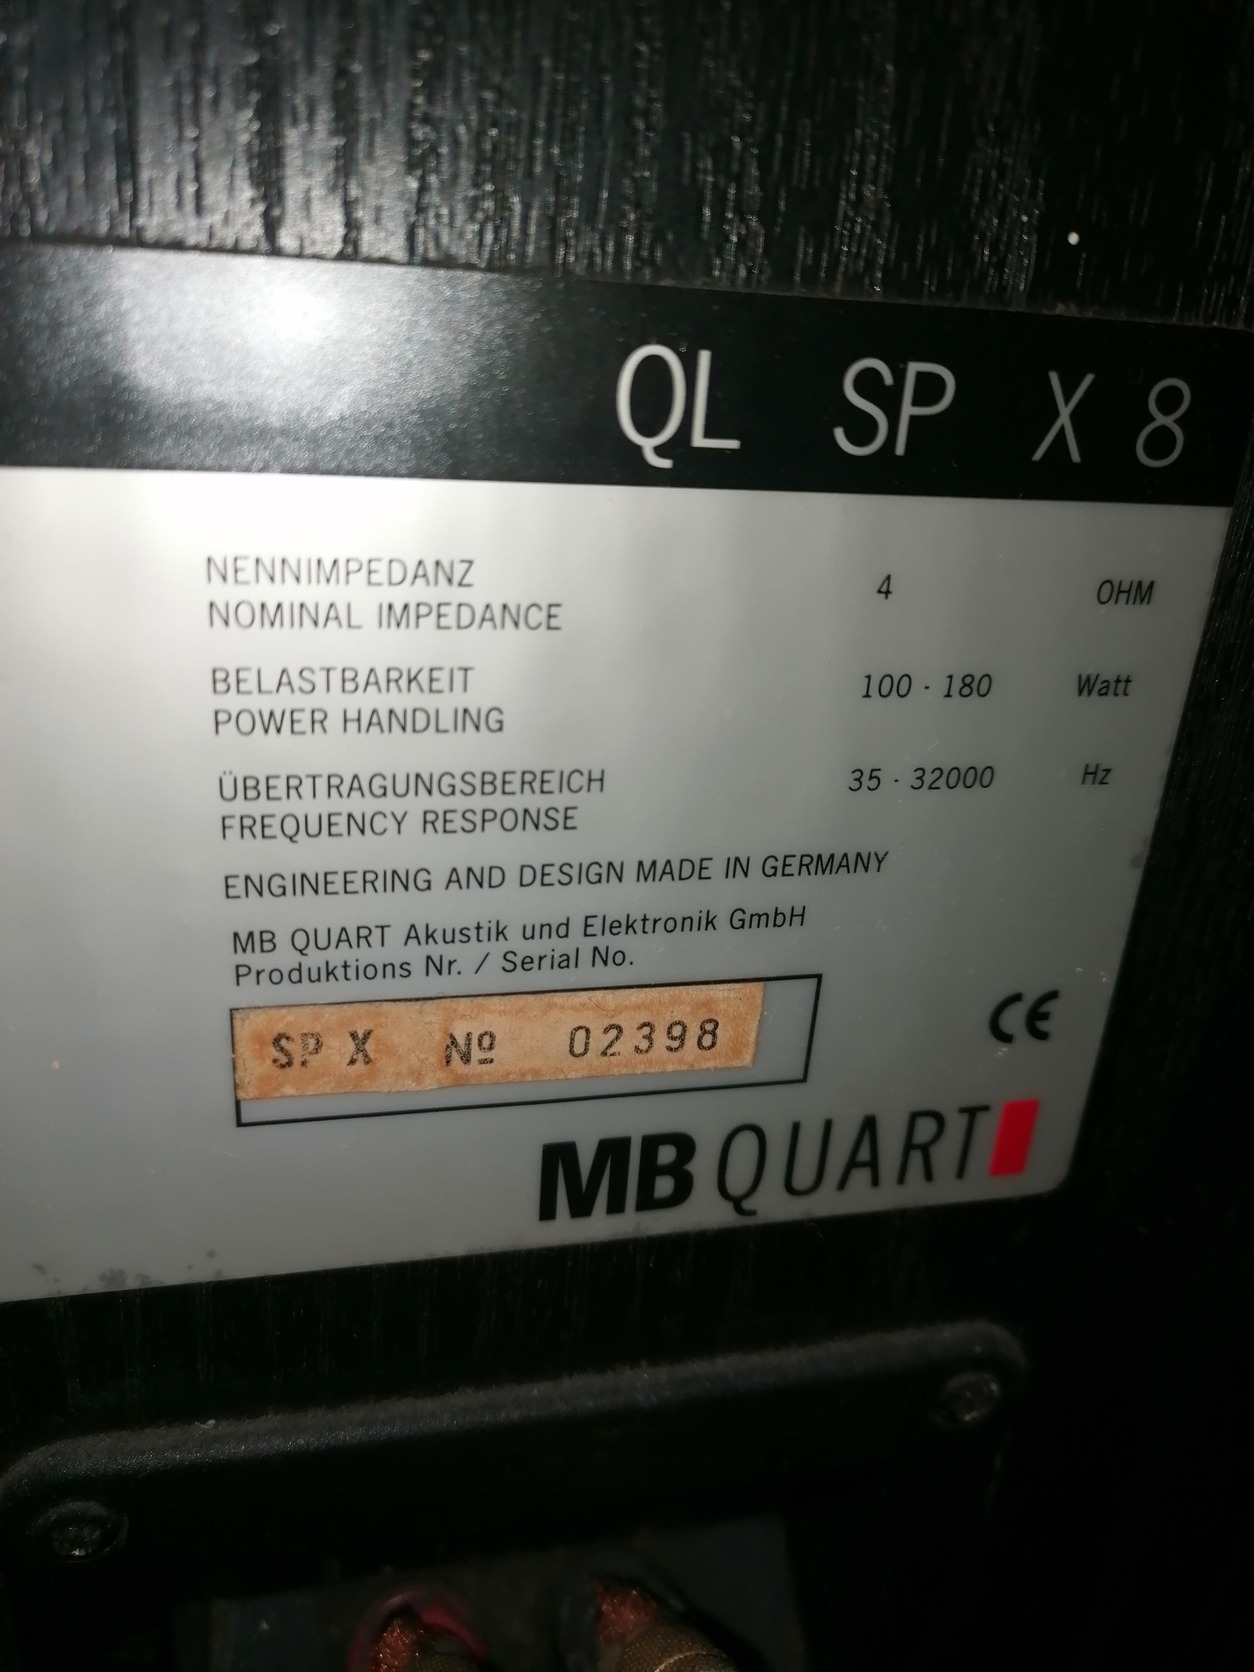 QL SP X 8
NENNIMPEDANZ
NOMINAL IMPEDANCE 4 OHM
BELASTBARKEIT
POWER HANDLING 100 - 180 Watt
ÜBERTRAGUNGSBEREICH
FREQUENCY RESPONSE 35 - 32000 Hz
ENGINEERING AND DESIGN MADE IN GERMANY
MB QUART Akustik und Elektronik GmbH
Produktions Nr. / Serial No.
SP X Nº 02398
CE
MB QUART